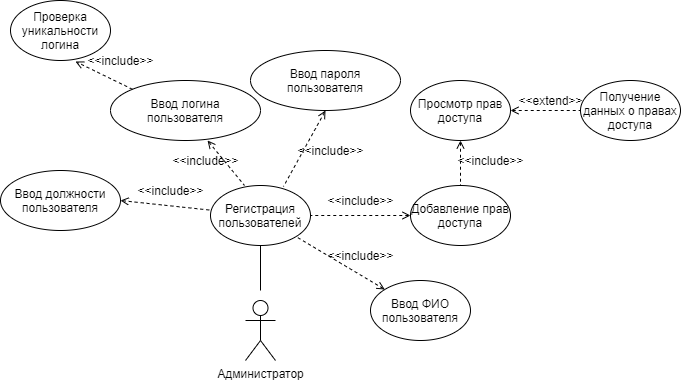 Проверка
уникальности
логина
<<include>>
Ввод логина
пользователя
<<include>>
Ввод пароля
пользователя
<<include>>
Просмотр прав
доступа
<<extend>>
Получение
данных о правах
доступа
<<include>>
Ввод должности
пользователя
<<include>>
Регистрация
пользователей
<<include>>
Добавление прав
доступа
<<include>>
Ввод ФИО
пользователя
Администратор